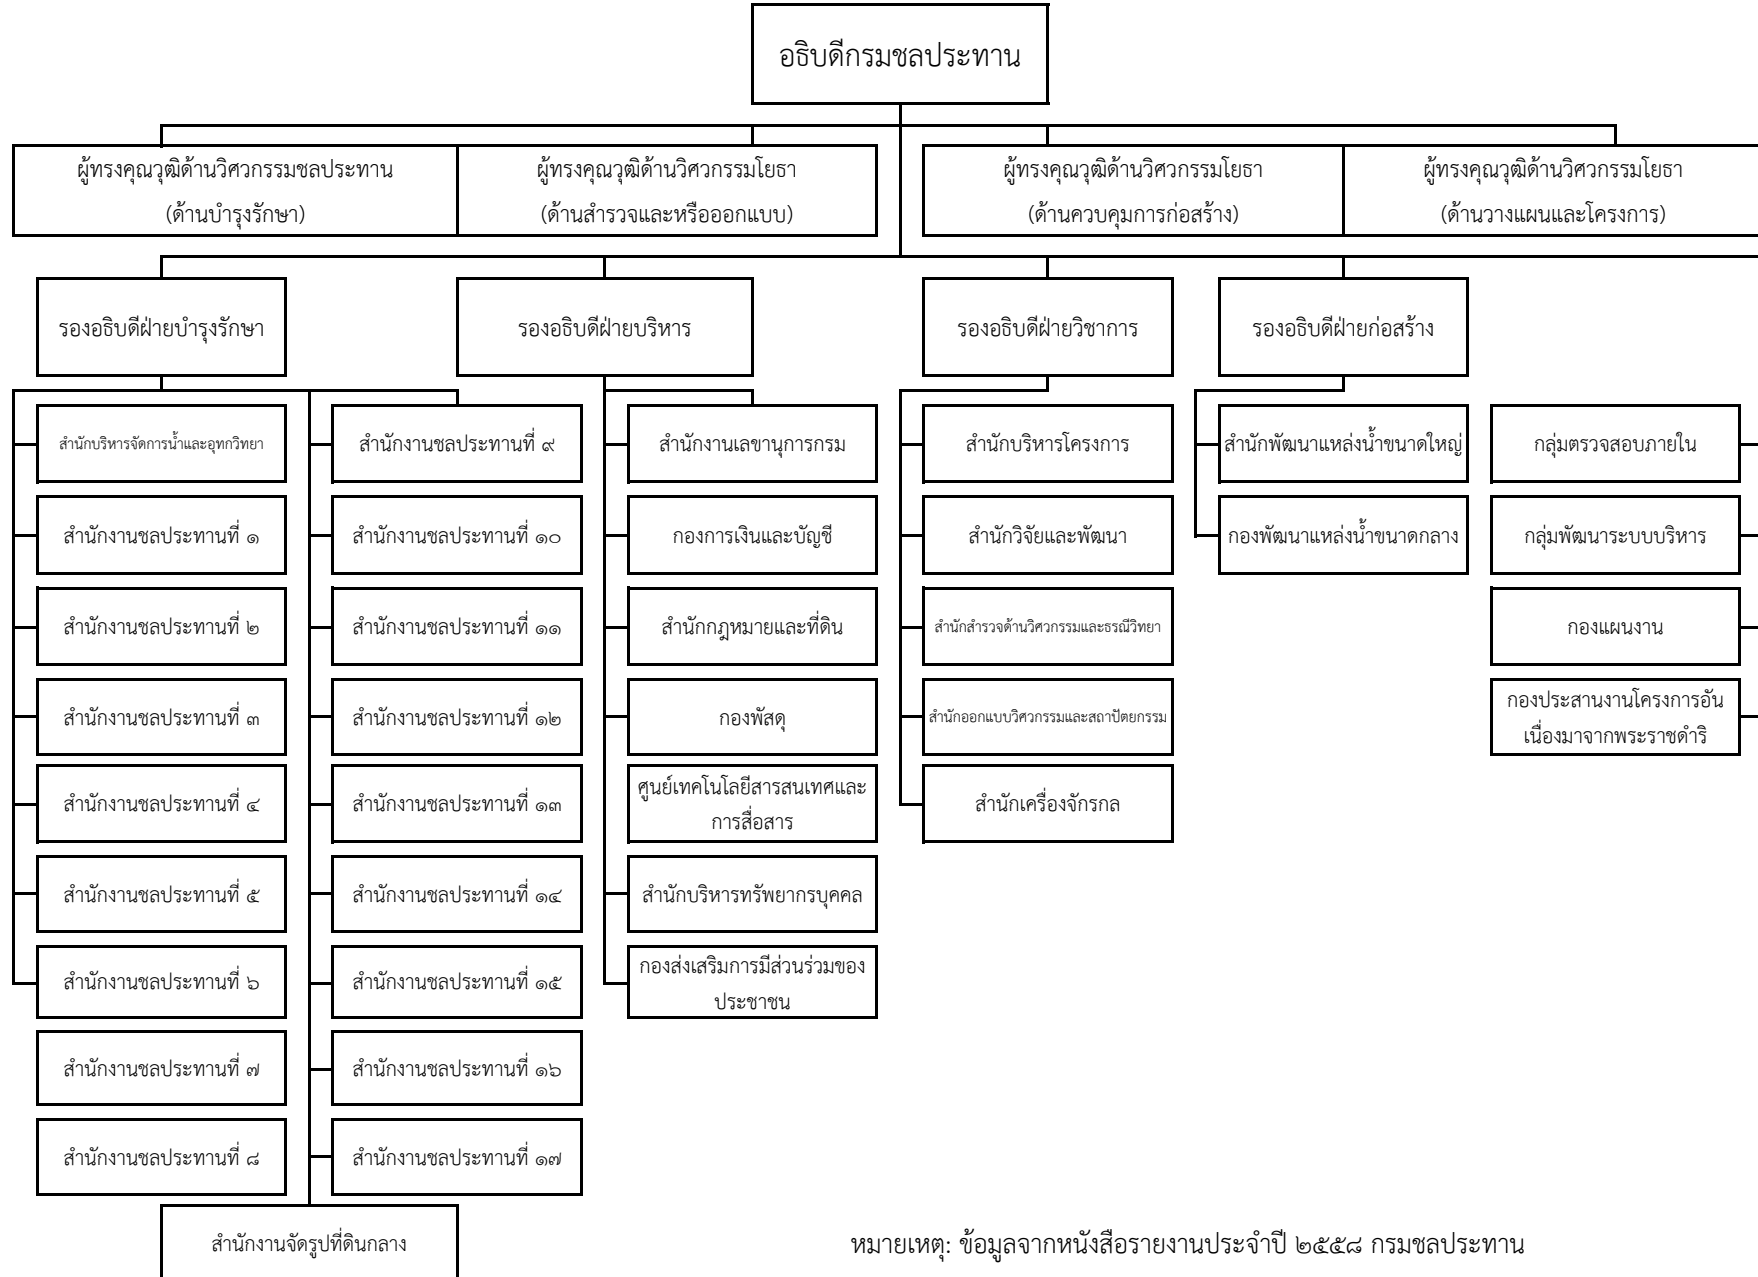 อธิบดีกรมชลประทาน
ผู้ทรงคุณวุฒิด้านวิศวกรรมชลประทาน
(ด้านบำรุงรักษา)
ผู้ทรงคุณวุฒิด้านวิศวกรรมโยธา
(ด้านสำรวจและหรือออกแบบ)
ผู้ทรงคุณวุฒิด้านวิศวกรรมโยธา
(ด้านควบคุมการก่อสร้าง)
ผู้ทรงคุณวุฒิด้านวิศวกรรมโยธา
(ด้านวางแผนและโครงการ)
รองอธิบดีฝ่ายบำรุงรักษา
รองอธิบดีฝ่ายบริหาร
รองอธิบดีฝ่ายวิชาการ
รองอธิบดีฝ่ายก่อสร้าง
สำนักบริหารจัดการน้ำและอุทกวิทยา
สำนักงานชลประทานที่ ๑
สำนักงานชลประทานที่ ๒
สำนักงานชลประทานที่ ๓
สำนักงานชลประทานที่ ๔
สำนักงานชลประทานที่ ๕
สำนักงานชลประทานที่ ๖
สำนักงานชลประทานที่ ๗
สำนักงานชลประทานที่ ๘
สำนักงานชลประทานที่ ๙
สำนักงานชลประทานที่ ๑๐
สำนักงานชลประทานที่ ๑๑
สำนักงานชลประทานที่ ๑๒
สำนักงานชลประทานที่ ๑๓
สำนักงานชลประทานที่ ๑๔
สำนักงานชลประทานที่ ๑๕
สำนักงานชลประทานที่ ๑๖
สำนักงานชลประทานที่ ๑๗
สำนักงานจัดรูปที่ดินกลาง
สำนักงานเลขานุการกรม
กองการเงินและบัญชี
สำนักกฎหมายและที่ดิน
กองพัสดุ
ศูนย์เทคโนโลยีสารสนเทศและ
การสื่อสาร
สำนักบริหารทรัพยากรบุคคล
กองส่งเสริมการมีส่วนร่วมของ
ประชาชน
สำนักบริหารโครงการ
สำนักวิจัยและพัฒนา
สำนักสำรวจด้านวิศวกรรมและธรณีวิทยา
สำนักออกแบบวิศวกรรมและสถาปัตยกรรม
สำนักเครื่องจักรกล
สำนักพัฒนาแหล่งน้ำขนาดใหญ่
กองพัฒนาแหล่งน้ำขนาดกลาง
กลุ่มตรวจสอบภายใน
กลุ่มพัฒนาระบบบริหาร
กองแผนงาน
กองประสานงานโครงการอัน
เนื่องมาจากพระราชดำริ
หมายเหตุ: ข้อมูลจากหนังสือรายงานประจำปี ๒๕๕๘ กรมชลประทาน